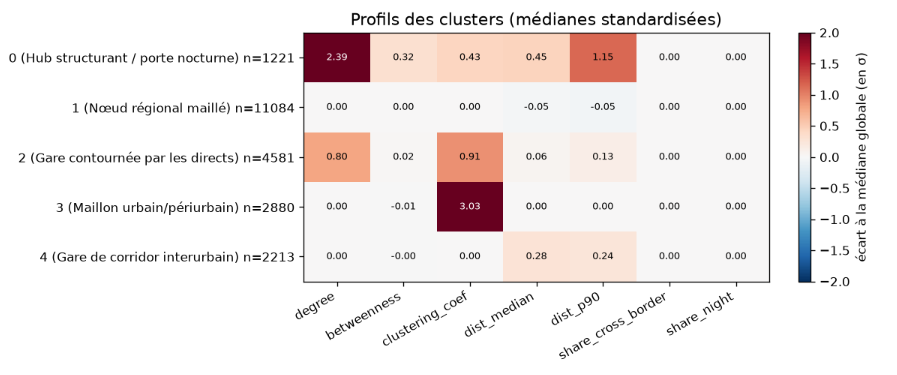 Profils des clusters (médianes standardisées)
0 (Hub structurant / porte nocturne) n=1221 2.39 0.32 0.43 0.45 1.15 0.00 0.00
1 (Nœud régional maillé) n=11084 0.00 0.00 0.00 -0.05 -0.05 0.00 0.00
2 (Gare contournée par les directs) n=4581 0.80 0.02 0.91 0.06 0.13 0.00 0.00
3 (Maillon urbain/périurbain) n=2880 0.00 -0.01 3.03 0.00 0.00 0.00 0.00
4 (Gare de corridor interurbain) n=2213 0.00 -0.00 0.00 0.28 0.24 0.00 0.00
degree
betweenness
clustering_coef
dist_median
dist_p90
share_cross_border
share_night
2.0
1.5
1.0
0.5
0.0
−0.5
−1.0
−1.5
−2.0
écart à la médiane globale (en σ)